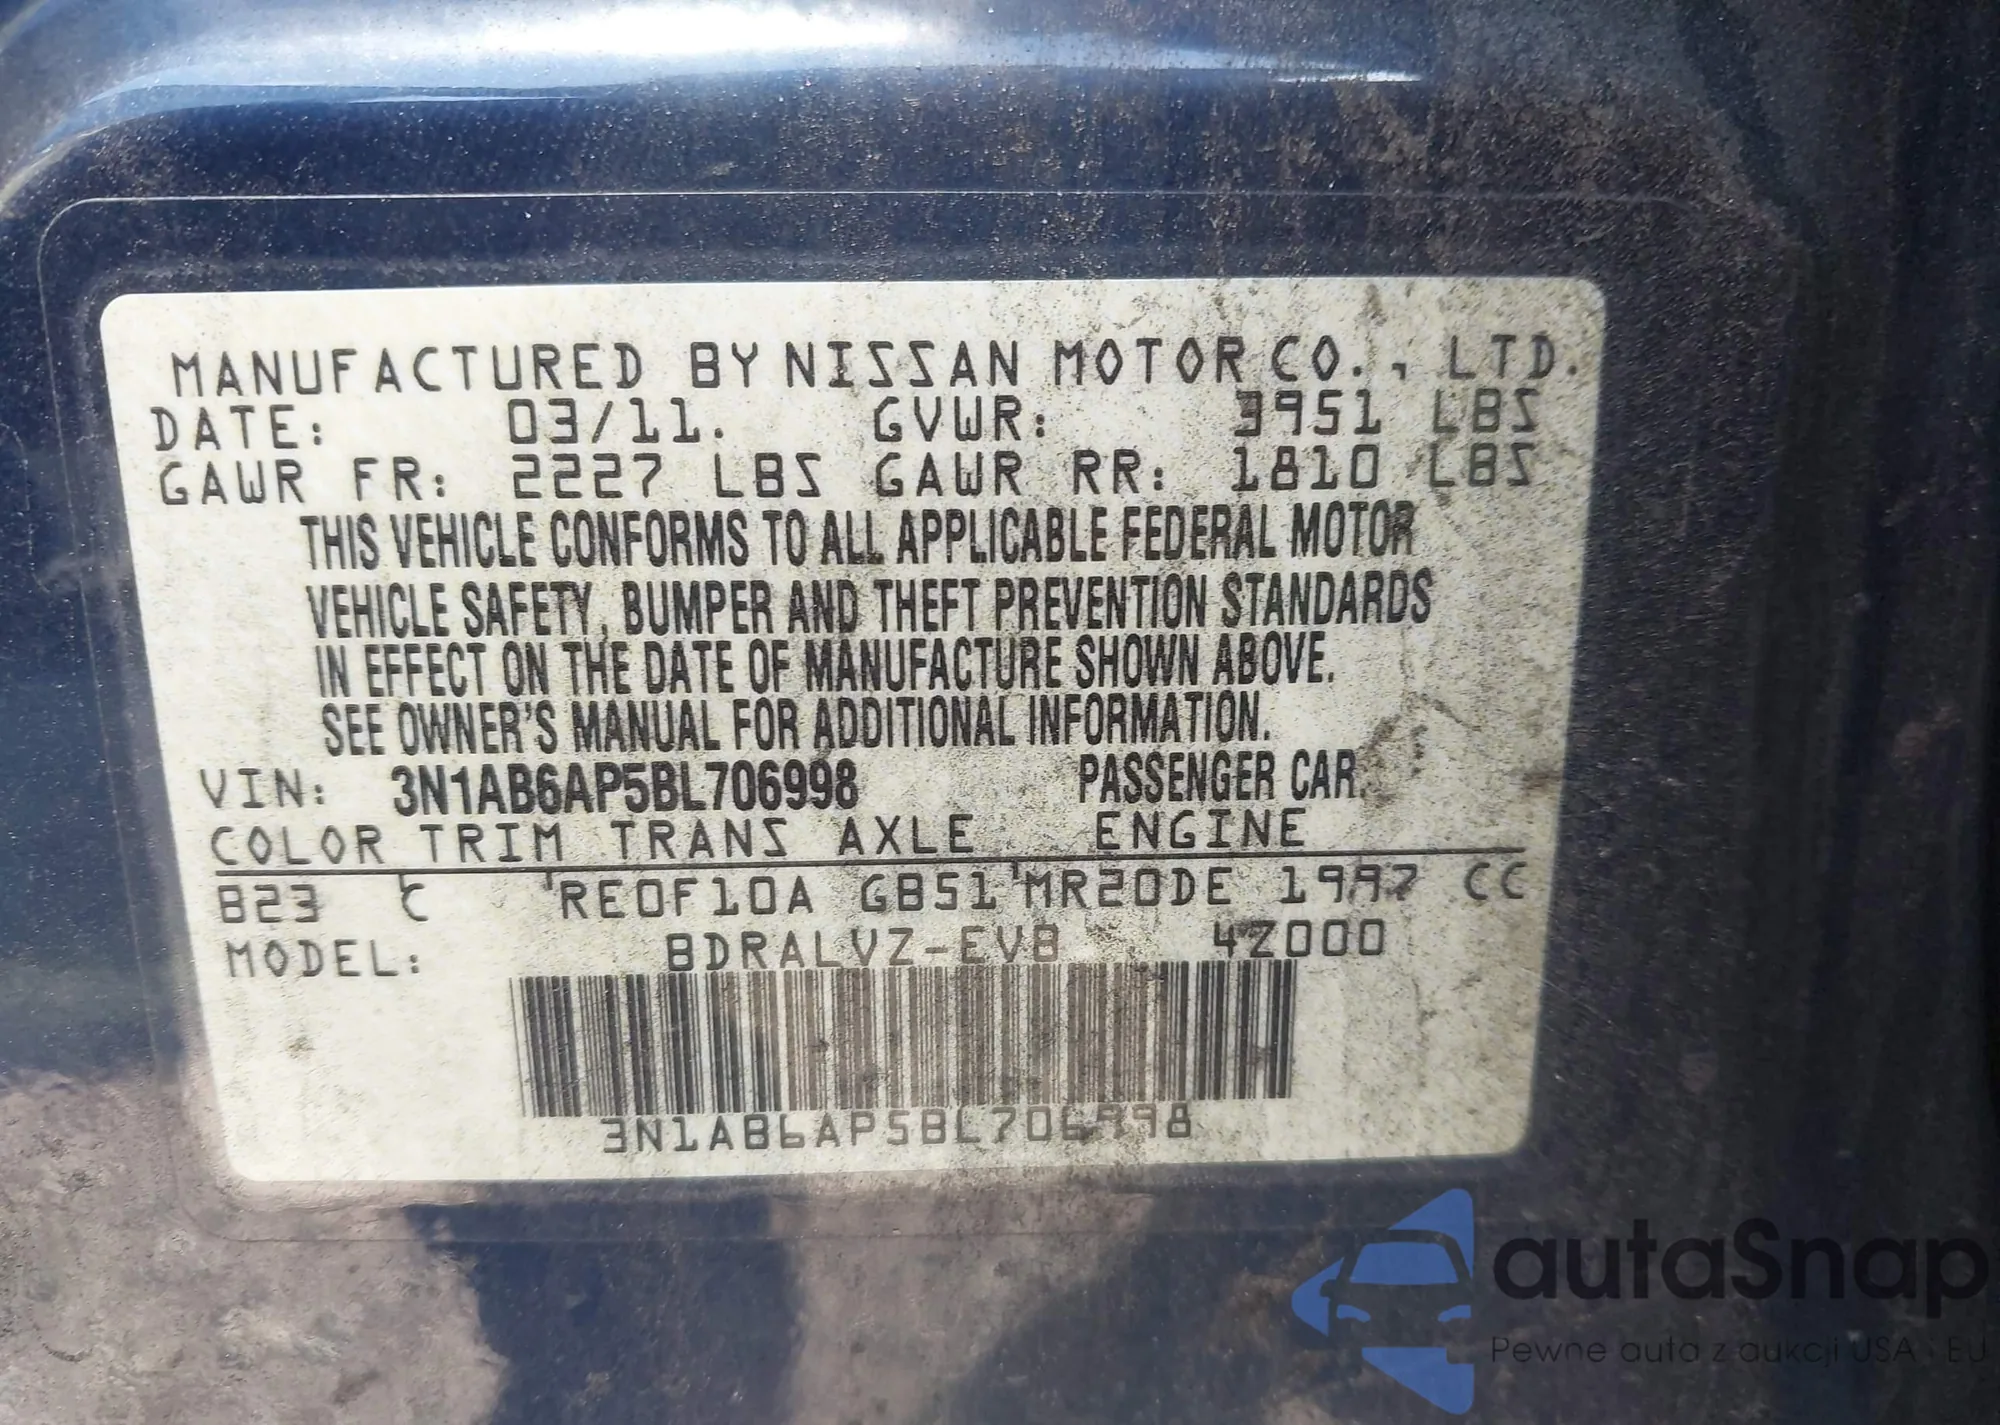 MANUFACTURED BY NISSAN MOTOR CO., LTD.
DATE: 03/11. GVWR: 3951 LBS
GAWR FR: 2227 LBS GAWR RR: 1810 LBS
THIS VEHICLE CONFORMS TO ALL APPLICABLE FEDERAL MOTOR
VEHICLE SAFETY, BUMPER AND THEFT PREVENTION STANDARDS
IN EFFECT ON THE DATE OF MANUFACTURE SHOWN ABOVE.
SEE OWNER'S MANUAL FOR ADDITIONAL INFORMATION.
VIN: 3N1AB6AP5BL706998 PASSENGER CAR.
COLOR TRIM TRANS AXLE ENGINE
B23 C RE0F10A GB51 MR20DE 1997 CC
MODEL: BDRALVZ-EVB 4Z000
3N1AB6AP5BL706998
autaSnap
Pewne auta z aukcji USA i EU